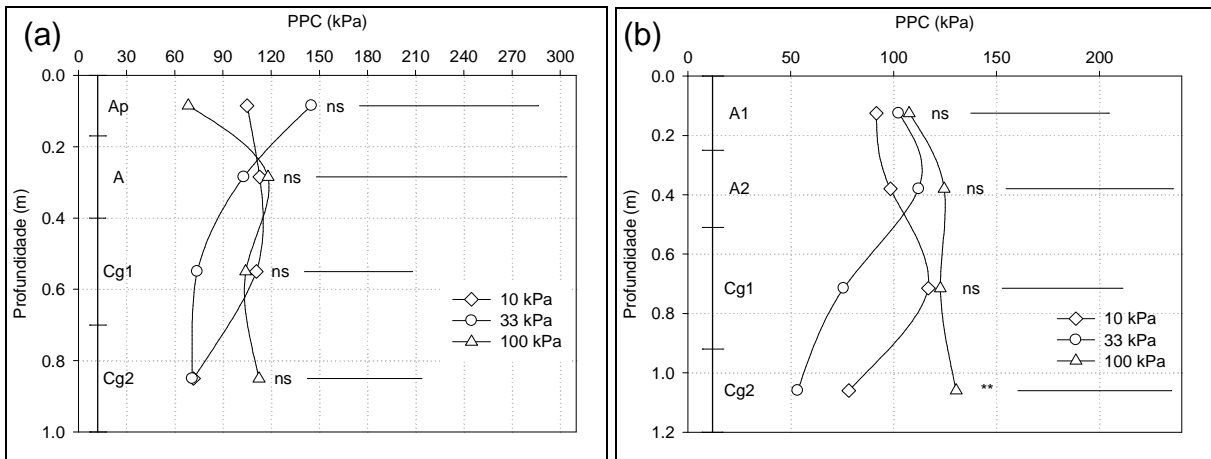 (a)
PPC (kPa)
0 30 60 90 120 150 180 210 240 270 300
Profundidade (m)
0.0
0.2
0.4
0.6
0.8
1.0
Ap
ns
A
ns
Cg1
ns
Cg2
ns
10 kPa
33 kPa
100 kPa
(b)
PPC (kPa)
0 50 100 150 200
Profundidade (m)
0.0
0.2
0.4
0.6
0.8
1.0
1.2
A1
ns
A2
ns
Cg1
ns
Cg2
**
10 kPa
33 kPa
100 kPa